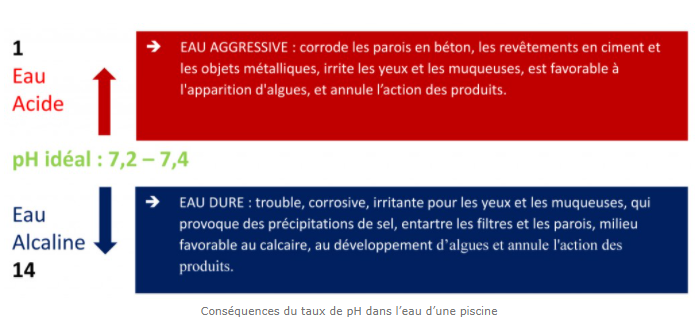 1
Eau
Acide
→ EAU AGGRESSIVE : corrode les parois en béton, les revêtements en ciment et
les objets métalliques, irrite les yeux et les muqueuses, est favorable à
l'apparition d'algues, et annule l’action des produits.
pH idéal : 7,2 – 7,4
Eau
Alcaline
14
→ EAU DURE : trouble, corrosive, irritante pour les yeux et les muqueuses, qui
provoque des précipitations de sel, entartre les filtres et les parois, milieu
favorable au calcaire, au développement d’algues et annule l'action des
produits.
Conséquences du taux de pH dans l’eau d’une piscine